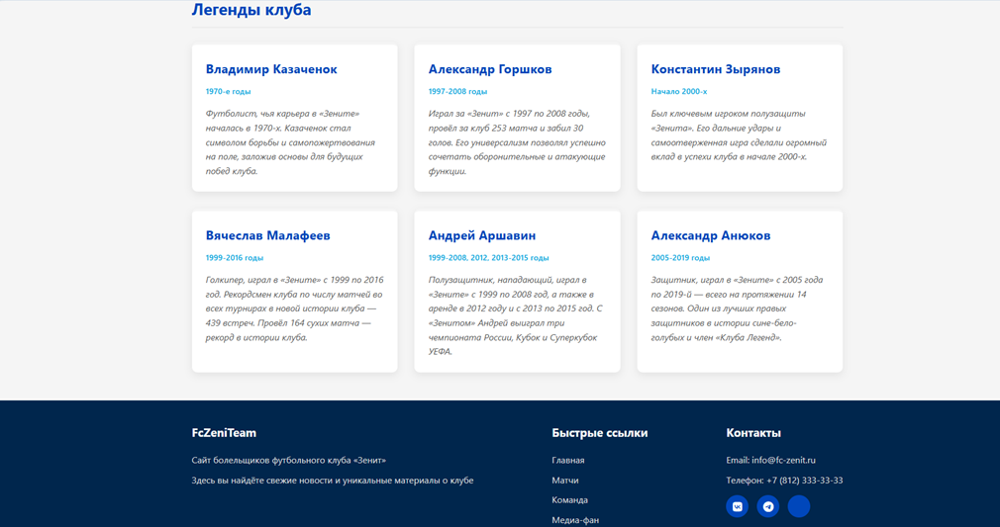 Легенды клуба
Владимир Казаченок
1970-е годы
Футболист, чья карьера в «Зените»
началась в 1970-х. Казаченок стал
символом борьбы и самопожертвования
на поле, заложив основы для будущих
побед клуба.
Александр Горшков
1997-2008 годы
Играл за «Зенит» с 1997 по 2008 годы,
провёл за клуб 253 матча и забил 30
голов. Его универсализм позволял успешно
сочетать оборонительные и атакующие
функции.
Константин Зырянов
Начало 2000-х
Был ключевым игроком полузащиты
«Зенита». Его дальние удары и
самоотверженная игра сделали огромный
вклад в успехи клуба в начале 2000-х.
Вячеслав Малафеев
1999-2016 годы
Голкипер, играл в «Зените» с 1999 по 2016
год. Рекордсмен клуба по числу матчей во
всех турнирах в новой истории клуба —
439 встреч. Провёл 164 сухих матча —
рекорд в истории клуба.
Андрей Аршавин
1999-2008, 2012, 2013-2015 годы
Полузащитник, нападающий, играл в
«Зените» с 1999 по 2008 год, а также в
аренде в 2012 году и с 2013 по 2015 год. С
«Зенитом» Андрей выиграл три
чемпионата России, Кубок и Суперкубок
УЕФА.
Александр Анюков
2005-2019 годы
Защитник, играл в «Зените» с 2005 года
по 2019-й — всего на протяжении 14
сезонов. Один из лучших правых
защитников в истории сине-бело-
голубых и член «Клуба Легенд».
FcZeniTeam
Сайт болельщиков футбольного клуба «Зенит»
Здесь вы найдёте свежие новости и уникальные материалы о клубе
Быстрые ссылки
Главная
Матчи
Команда
Медиа-фан
Контакты
Email: info@fc-zenit.ru
Телефон: +7 (812) 333-33-33